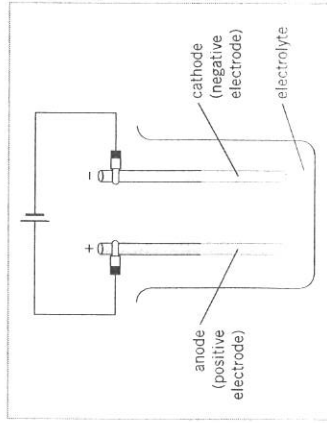 +
-
anode
(positive
electrode)
cathode
(negative
electrode)
electrolyte